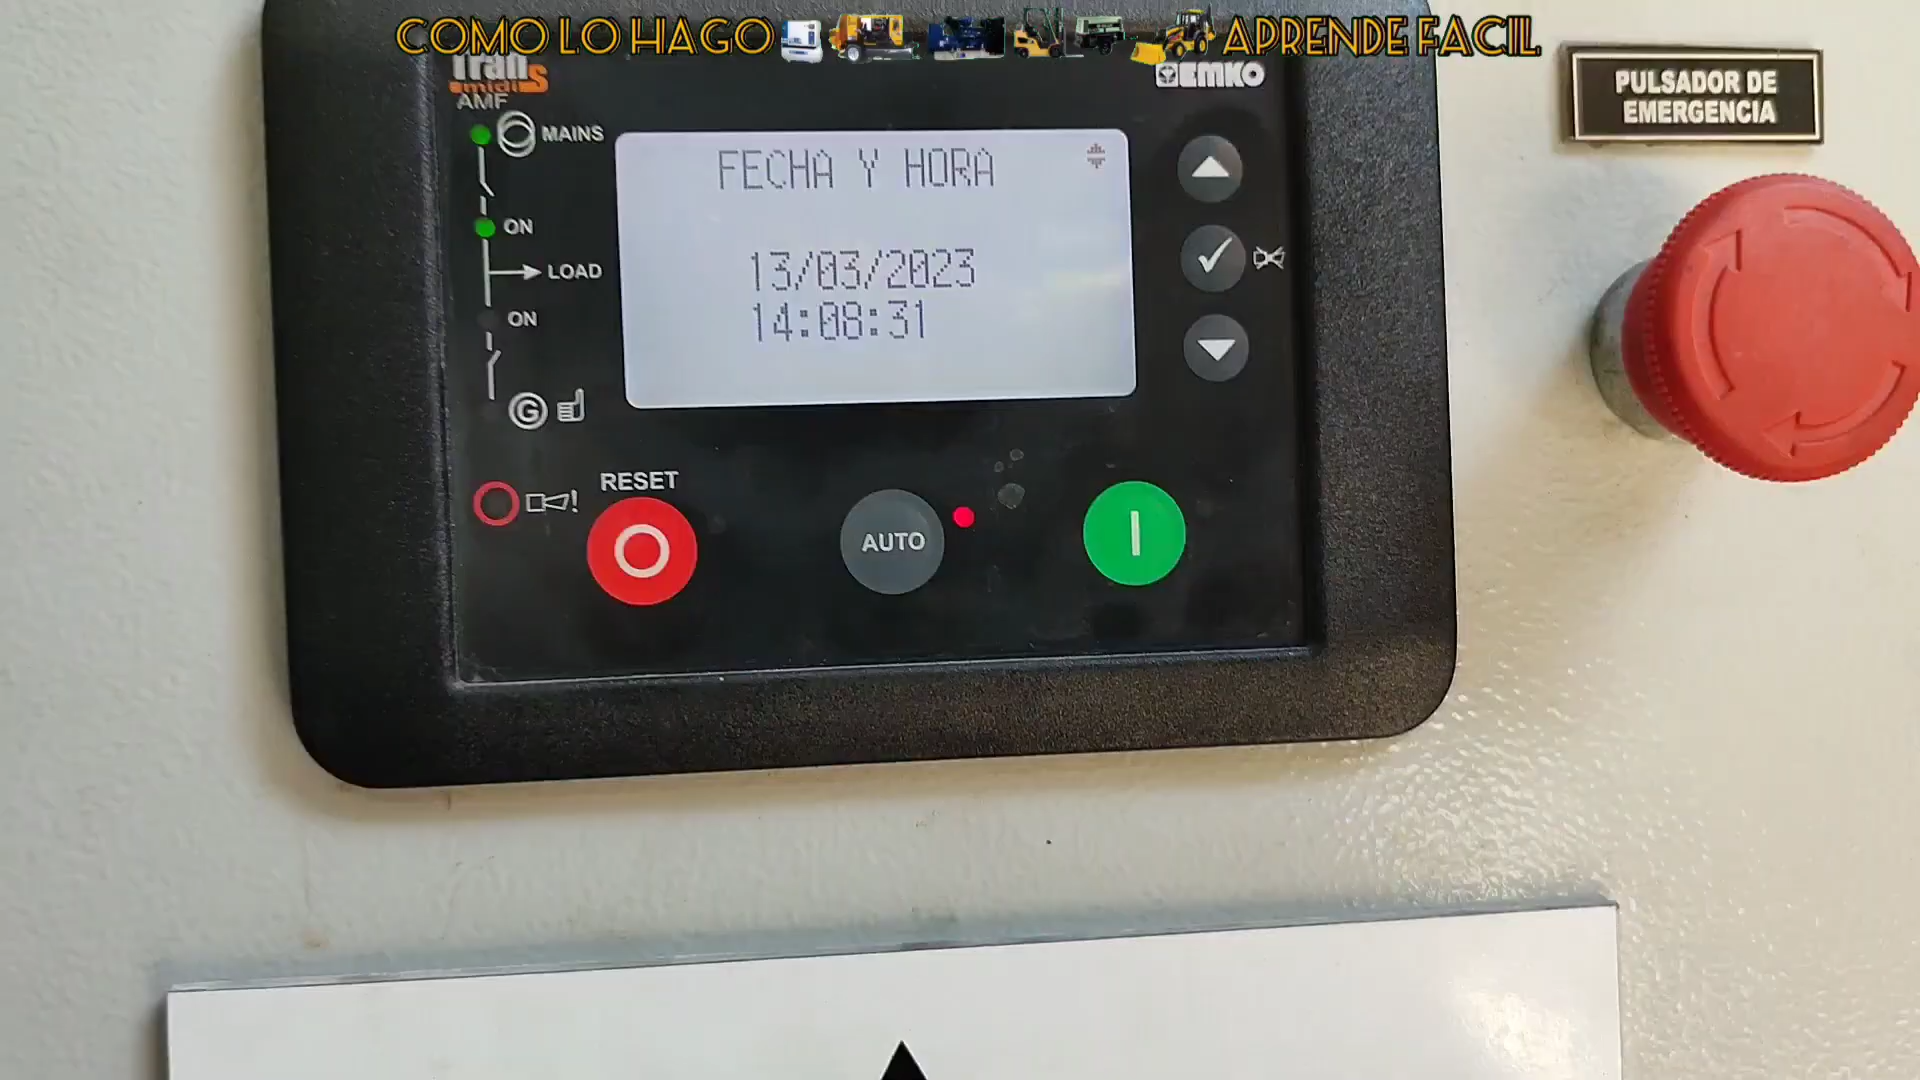 COMO LO HAGO APRENDE FACIL
Trans
midi
AMF
EMKO
PULSADOR DE
EMERGENCIA
MAINS
FECHA Y HORA
ON
13/03/2023
LOAD
14:08:31
ON
G
RESET
AUTO